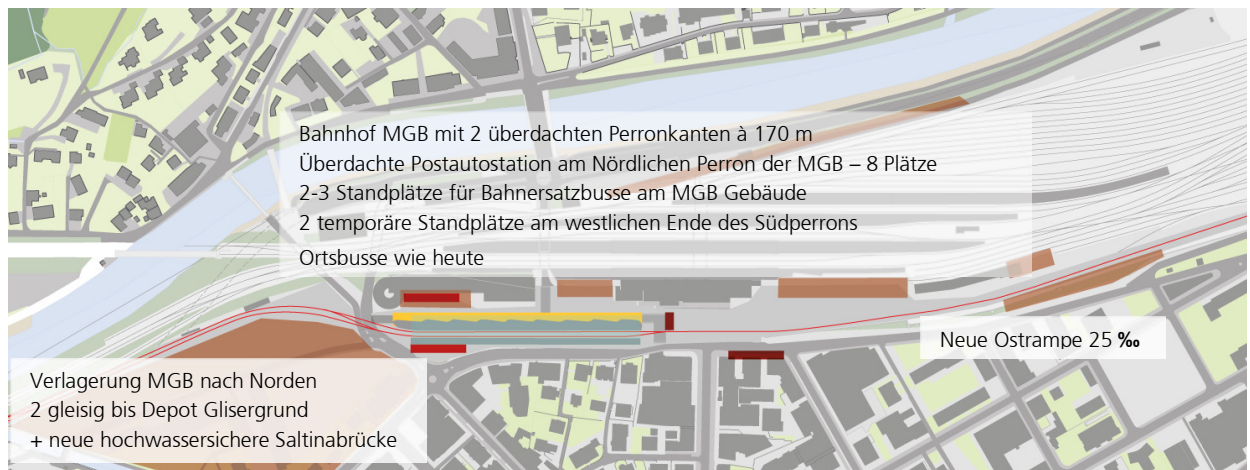 Bahnhof MGB mit 2 überdachten Perronkanten à 170 m
Überdachte Postautostation am Nördlichen Perron der MGB – 8 Plätze
2-3 Standplätze für Bahnersatzbusse am MGB Gebäude
2 temporäre Standplätze am westlichen Ende des Südperrons
Ortsbusse wie heute
Neue Ostrampe 25 ‰
Verlagerung MGB nach Norden
2 gleisig bis Depot Glisergrund
+ neue hochwassersichere Saltinabrücke